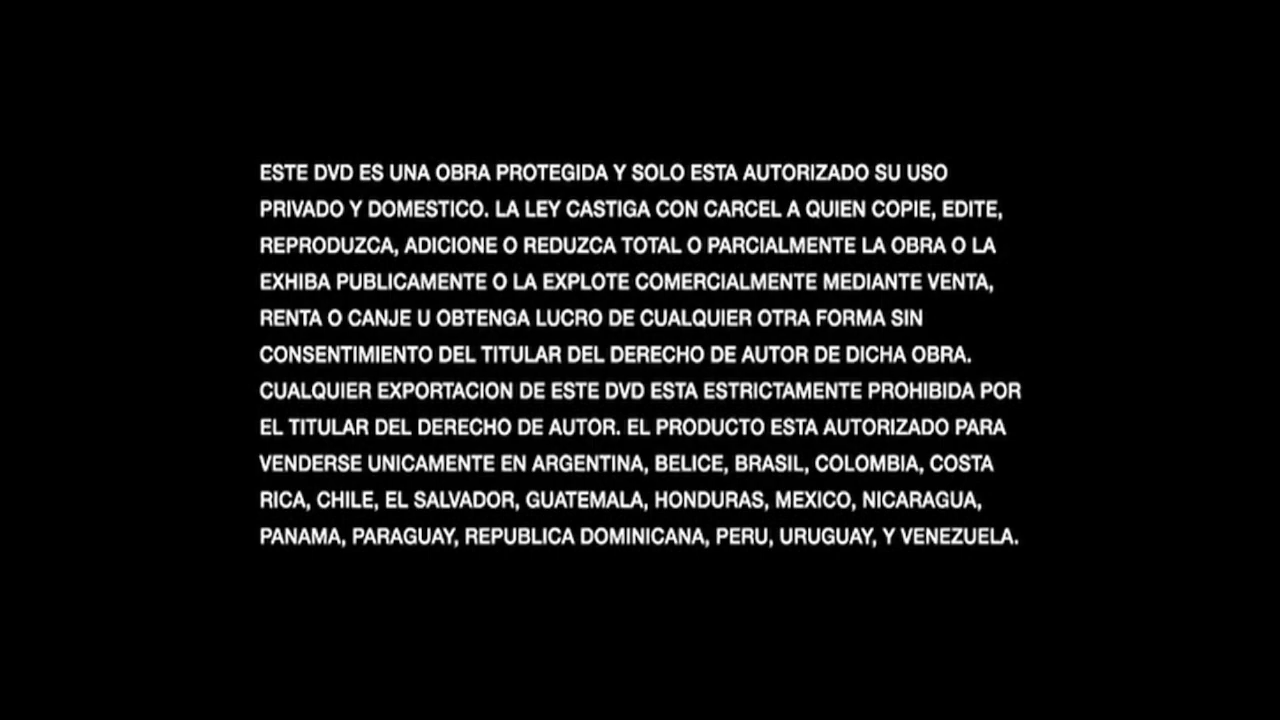 ESTE DVD ES UNA OBRA PROTEGIDA Y SOLO ESTA AUTORIZADO SU USO
PRIVADO Y DOMESTICO. LA LEY CASTIGA CON CARCEL A QUIEN COPIE, EDITE,
REPRODUZCA, ADICIONE O REDUZCA TOTAL O PARCIALMENTE LA OBRA O LA
EXHIBA PUBLICAMENTE O LA EXPLOTE COMERCIALMENTE MEDIANTE VENTA,
RENTA O CANJE U OBTENGA LUCRO DE CUALQUIER OTRA FORMA SIN
CONSENTIMIENTO DEL TITULAR DEL DERECHO DE AUTOR DE DICHA OBRA.
CUALQUIER EXPORTACION DE ESTE DVD ESTA ESTRICTAMENTE PROHIBIDA POR
EL TITULAR DEL DERECHO DE AUTOR. EL PRODUCTO ESTA AUTORIZADO PARA
VENDERSE UNICAMENTE EN ARGENTINA, BELICE, BRASIL, COLOMBIA, COSTA
RICA, CHILE, EL SALVADOR, GUATEMALA, HONDURAS, MEXICO, NICARAGUA,
PANAMA, PARAGUAY, REPUBLICA DOMINICANA, PERU, URUGUAY, Y VENEZUELA.